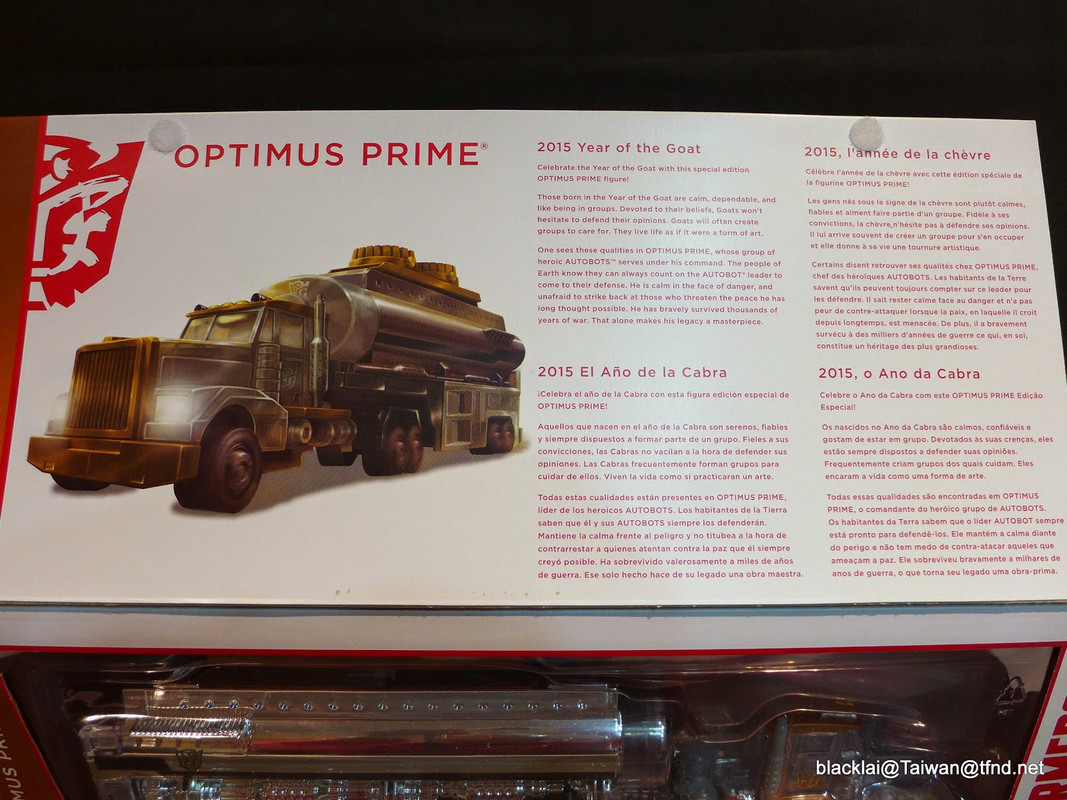 OPTIMUS PRIME®
2015 Year of the Goat
Celebrate the Year of the Goat with this special edition
OPTIMUS PRIME figure!
Those born in the Year of the Goat are calm, dependable, and
like being in groups. Devoted to their beliefs, Goats won't
hesitate to defend their opinions. Goats will often create
groups to care for. They live life as if it were a form of art.
One sees these qualities in OPTIMUS PRIME, whose group of
heroic AUTOBOTS™ serves under his command. The people of
Earth know they can always count on the AUTOBOT® leader to
come to their defense. He is calm in the face of danger, and
unafraid to strike back at those who threaten the peace he has
long thought possible. He has bravely survived thousands of
years of war. That alone makes his legacy a masterpiece.
2015, l'année de la chèvre
Célèbre l'année de la chèvre avec cette édition spéciale de
la figurine OPTIMUS PRIME!
Les gens nés sous le signe de la chèvre sont plutôt calmes,
fiables et aiment faire partie d'un groupe. Fidèle à ses
convictions, la chèvre,n'hésite pas à défendre ses opinions.
Il lui arrive souvent de créer un groupe pour s'en occuper
et elle donne à sa vie une tournure artistique.
Certains disent retrouver ses qualités chez OPTIMUS PRIME,
chef des héroïques AUTOBOTS. Les habitants de la Terre
savent qu'ils peuvent toujours compter sur ce leader pour
les défendre. Il sait rester calme face au danger et n'a pas
peur de contre-attaquer lorsque la paix, en laquelle il croit
depuis longtemps, est menacée. De plus, il a bravement
survécu à des milliers d'années de guerre ce qui, en soi,
constitue un héritage des plus grandioses.
2015 El Año de la Cabra
¡Celebra el año de la Cabra con esta figura edición especial de
OPTIMUS PRIME!
Aquellos que nacen en el año de la Cabra son serenos, fiables
y siempre dispuestos a formar parte de un grupo. Fieles a sus
convicciones, las Cabras no vacilan a la hora de defender sus
opiniones. Las Cabras frecuentemente forman grupos para
cuidar de ellos. Viven la vida como si practicaran un arte.
Todas estas cualidades están presentes en OPTIMUS PRIME,
líder de los heroicos AUTOBOTS. Los habitantes de la Tierra
saben que él y sus AUTOBOTS siempre los defenderán.
Mantiene la calma frente al peligro y no titubea a la hora de
contrarrestar a quienes atentan contra la paz que él siempre
creyó posible. Ha sobrevivido valerosamente a miles de años
de guerra. Ese solo hecho hace de su legado una obra maestra.
2015, o Ano da Cabra
Celebre o Ano da Cabra com este OPTIMUS PRIME Edição
Especial!
Os nascidos no Ano da Cabra são calmos, confiáveis e
gostam de estar em grupo. Devotados às suas crenças, eles
estão sempre dispostos a defender suas opiniões.
Frequentemente criam grupos dos quais cuidam. Eles
encaram a vida como uma forma de arte.
Todas essas qualidades são encontradas em OPTIMUS
PRIME, o comandante do heróico grupo de AUTOBOTS.
Os habitantes da Terra sabem que o líder AUTOBOT sempre
está pronto para defendê-los. Ele mantém a calma diante
do perigo e não tem medo de contra-atacar aqueles que
ameaçam a paz. Ele sobreviveu bravamente a milhares de
anos de guerra, o que torna seu legado uma obra-prima.
blacklai@Taiwan@tfnd.net